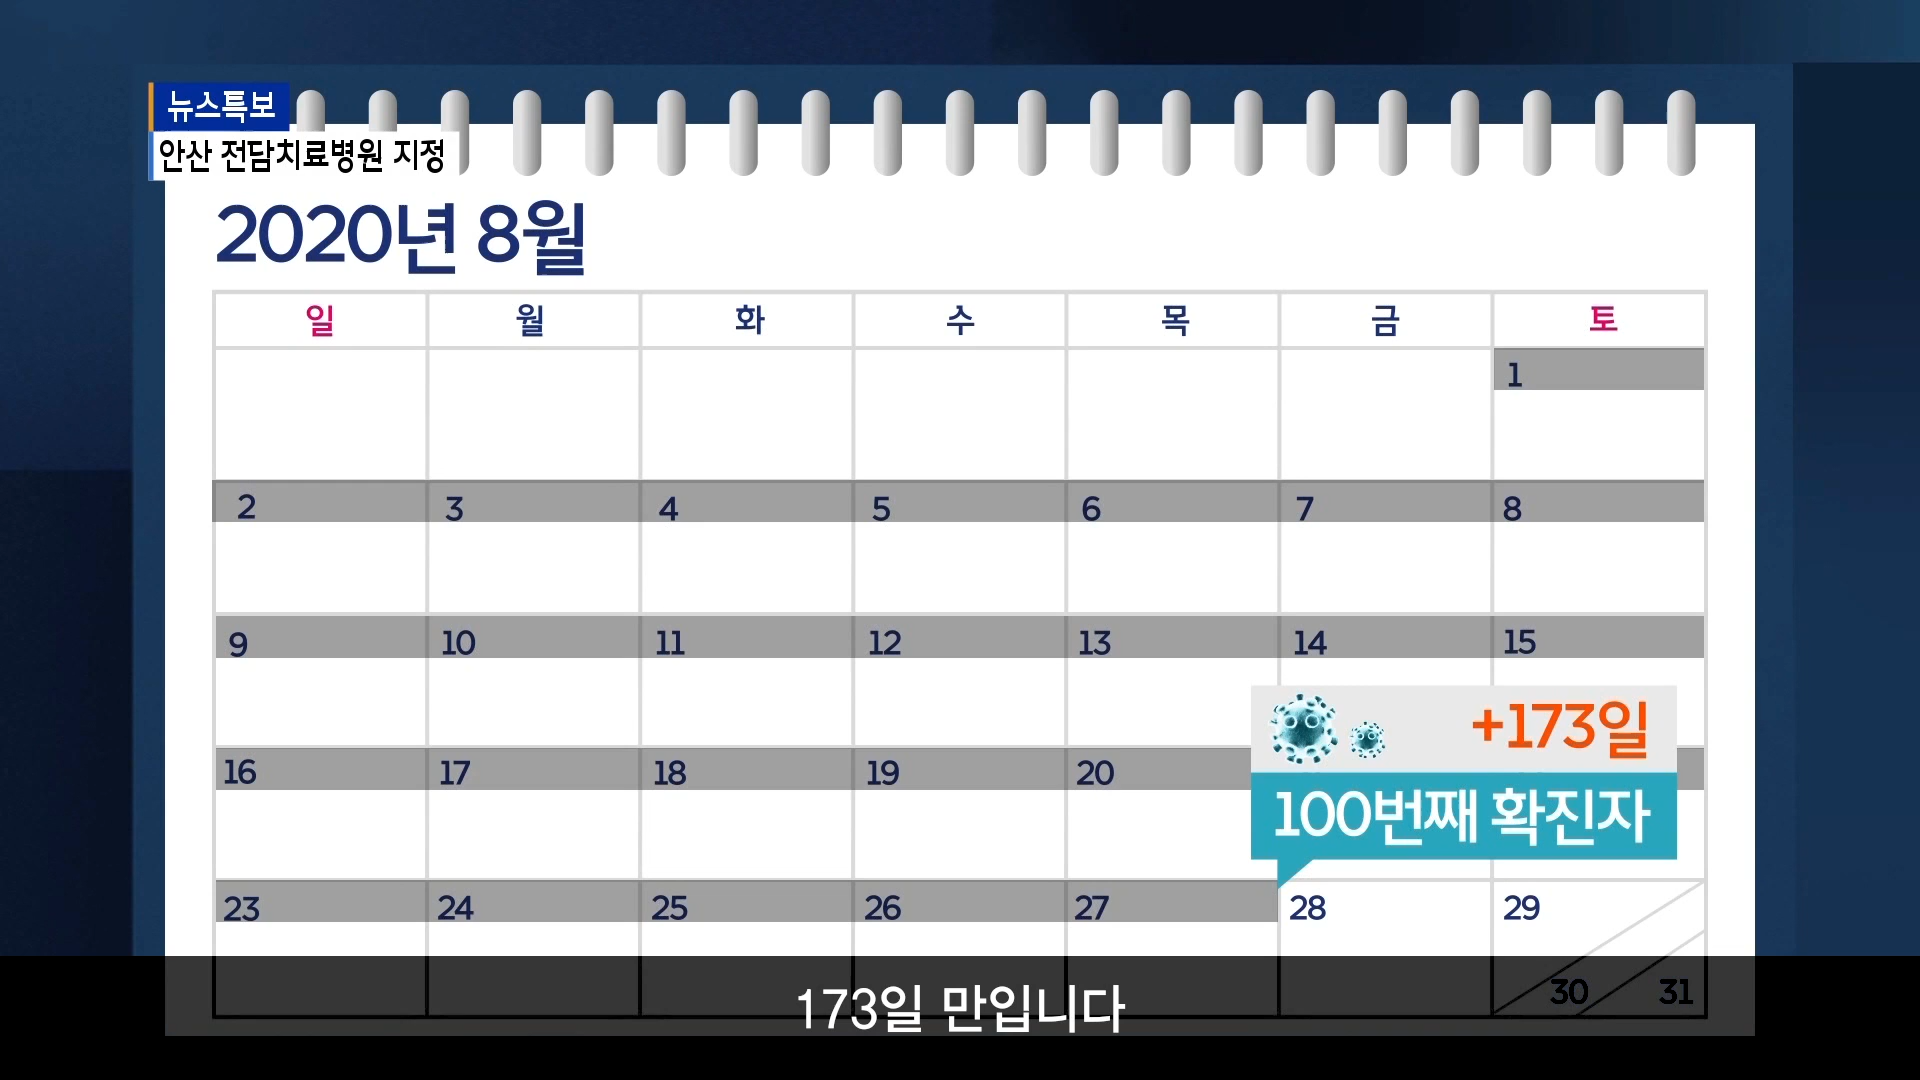 뉴스특보
안산 전담치료병원 지정
2020년 8월
일 월 화 수 목 금 토
1
2 3 4 5 6 7 8
9 10 11 12 13 14 15
+173일
16 17 18 19 20
100번째 확진자
23 24 25 26 27 28 29
30 31
173일 만입니다